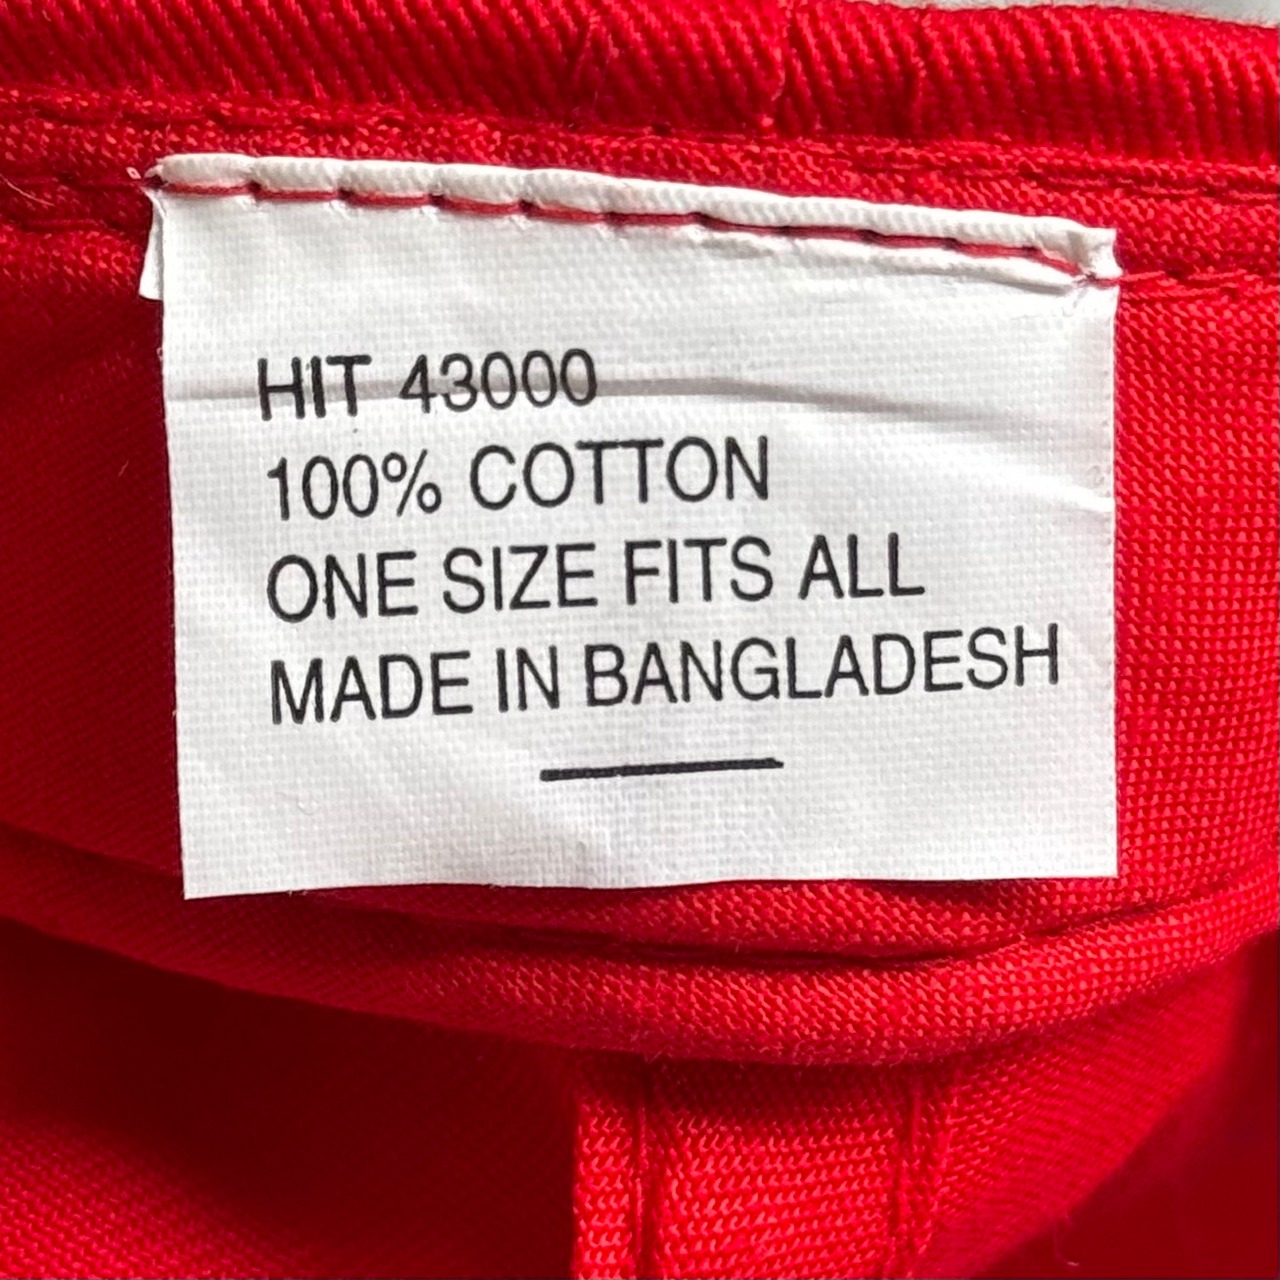 HIT 43000
100% COTTON
ONE SIZE FITS ALL
MADE IN BANGLADESH